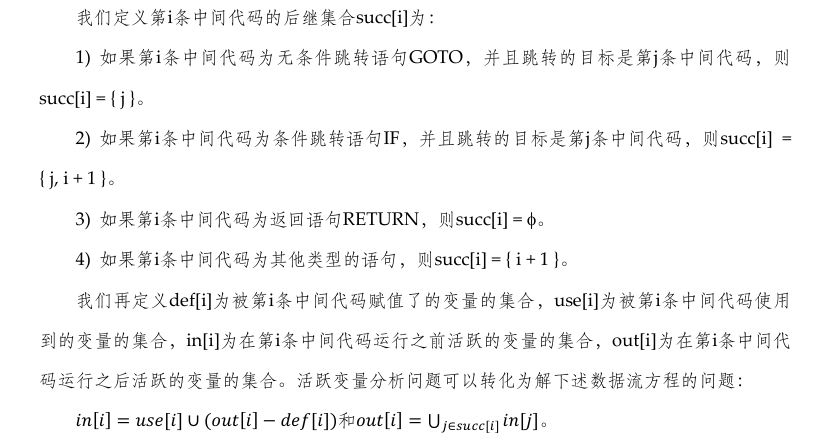 我们定义第i条中间代码的后继集合succ[i]为：
1) 如果第i条中间代码为无条件跳转语句GOTO，并且跳转的目标是第j条中间代码，则
succ[i] = { j }。
2) 如果第i条中间代码为条件跳转语句IF，并且跳转的目标是第j条中间代码，则succ[i] =
{ j, i + 1 }。
3) 如果第i条中间代码为返回语句RETURN，则succ[i] = ϕ。
4) 如果第i条中间代码为其他类型的语句，则succ[i] = { i + 1 }。
我们再定义def[i]为被第i条中间代码赋值了的变量的集合，use[i]为被第i条中间代码使用
到的变量的集合，in[i]为在第i条中间代码运行之前活跃的变量的集合，out[i]为在第i条中间代
码运行之后活跃的变量的集合。活跃变量分析问题可以转化为解下述数据流方程的问题：
in[i] = use[i] ∪ (out[i] − def[i])和out[i] = ⋃_{j∈succ[i]} in[j]。